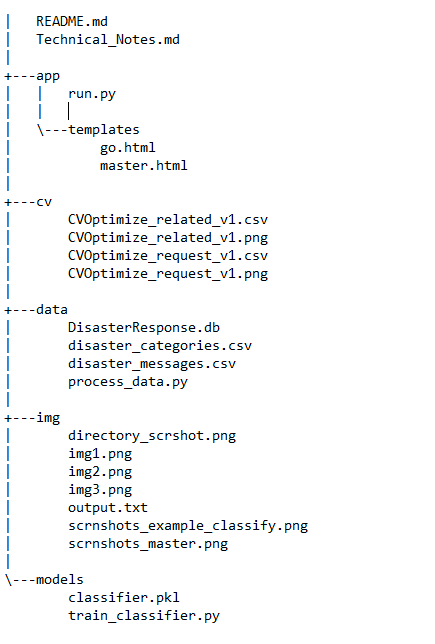 |   README.md
|   Technical_Notes.md
|
+---app
|   |   run.py
|   |   |
|   \---templates
|           go.html
|           master.html
|
+---cv
|       CVOptimize_related_v1.csv
|       CVOptimize_related_v1.png
|       CVOptimize_request_v1.csv
|       CVOptimize_request_v1.png
|
+---data
|       DisasterResponse.db
|       disaster_categories.csv
|       disaster_messages.csv
|       process_data.py
|
+---img
|       directory_scrshot.png
|       img1.png
|       img2.png
|       img3.png
|       output.txt
|       scrnshots_example_classify.png
|       scrnshots_master.png
|
\---models
        classifier.pkl
        train_classifier.py